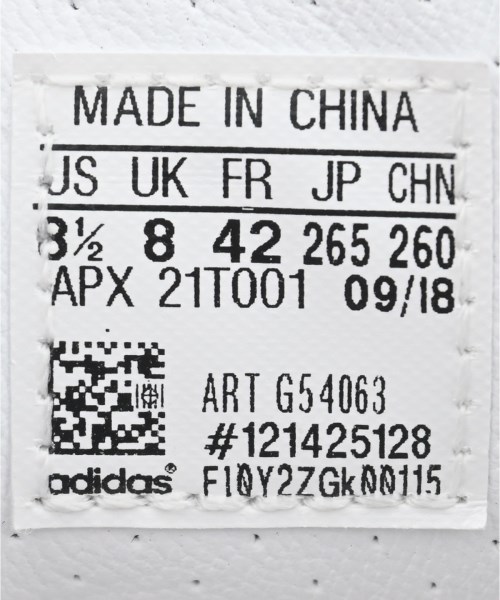 MADE IN CHINA
US UK FR JP CHN
8½ 8 42 265 260
APX 21T001 09/18
ART G54063
#121425128
adidas® F10Y2ZGk00115